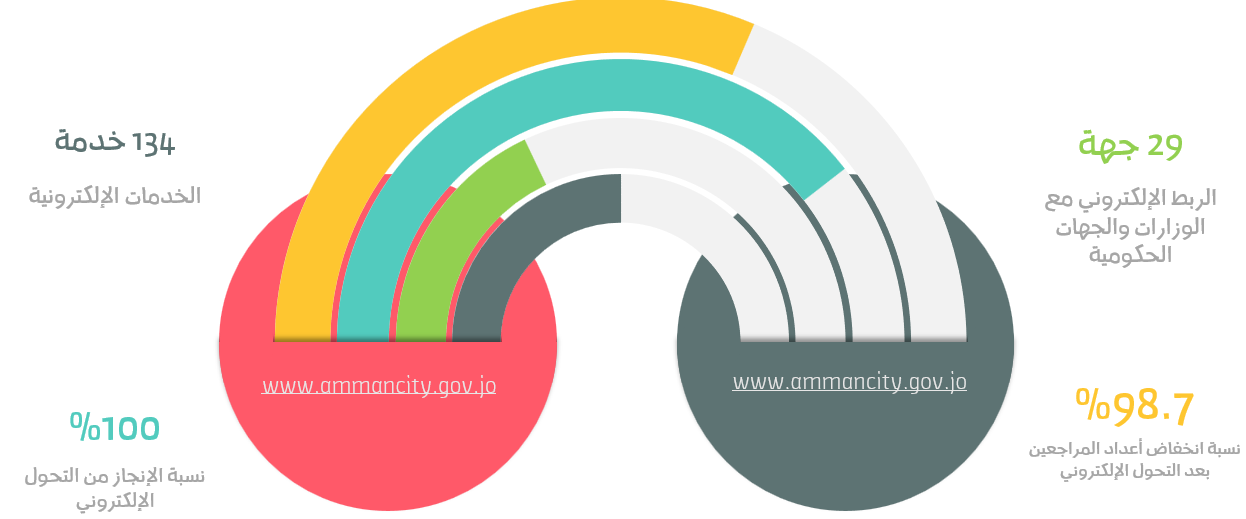 29 جهة
الربط الإلكتروني مع
الوزارات والجهات
الحكومية
134 خدمة
الخدمات الإلكترونية
www.ammancity.gov.jo
www.ammancity.gov.jo
%98.7
نسبة انخفاض أعداد المراجعين
بعد التحول الإلكتروني
%100
نسبة الإنجاز من التحول
الإلكتروني